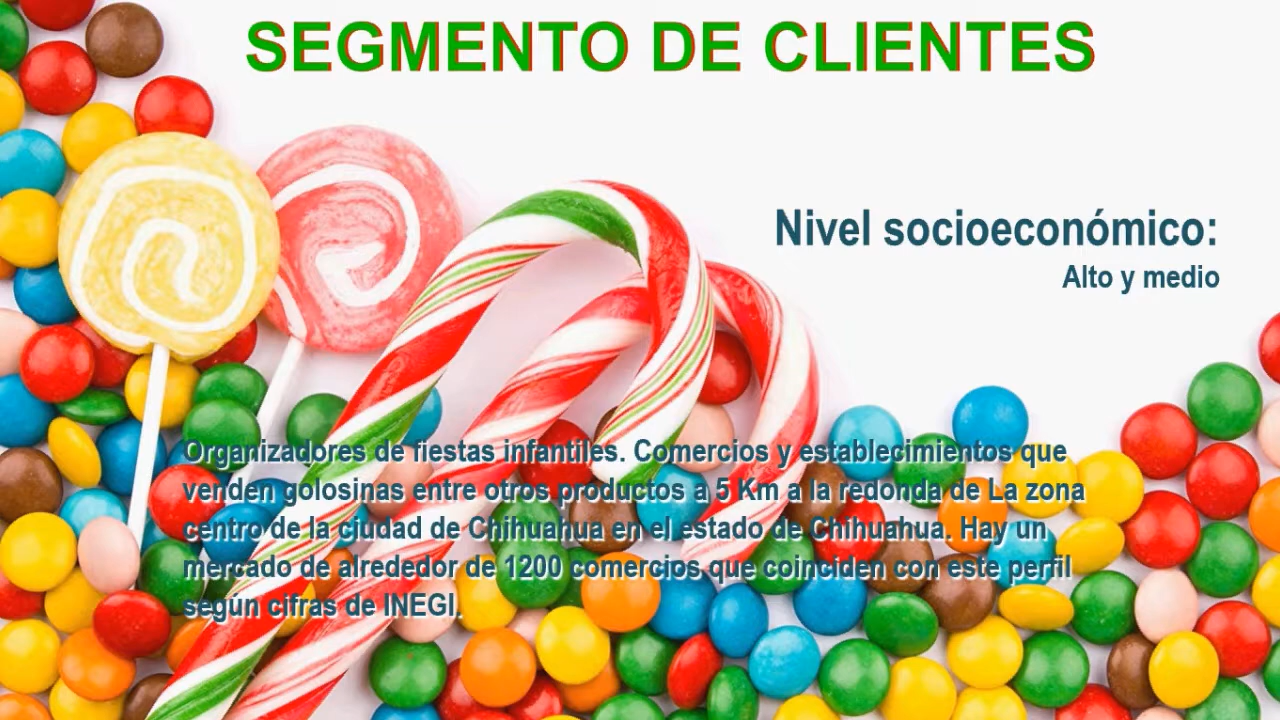 SEGMENTO DE CLIENTES
Nivel socioeconómico:
Alto y medio
Organizadores de fiestas infantiles. Comercios y establecimientos que
venden golosinas entre otros productos a 5 Km a la redonda de La zona
centro de la ciudad de Chihuahua en el estado de Chihuahua. Hay un
mercado de alrededor de 1200 comercios que coinciden con este perfil
según cifras de INEGI.